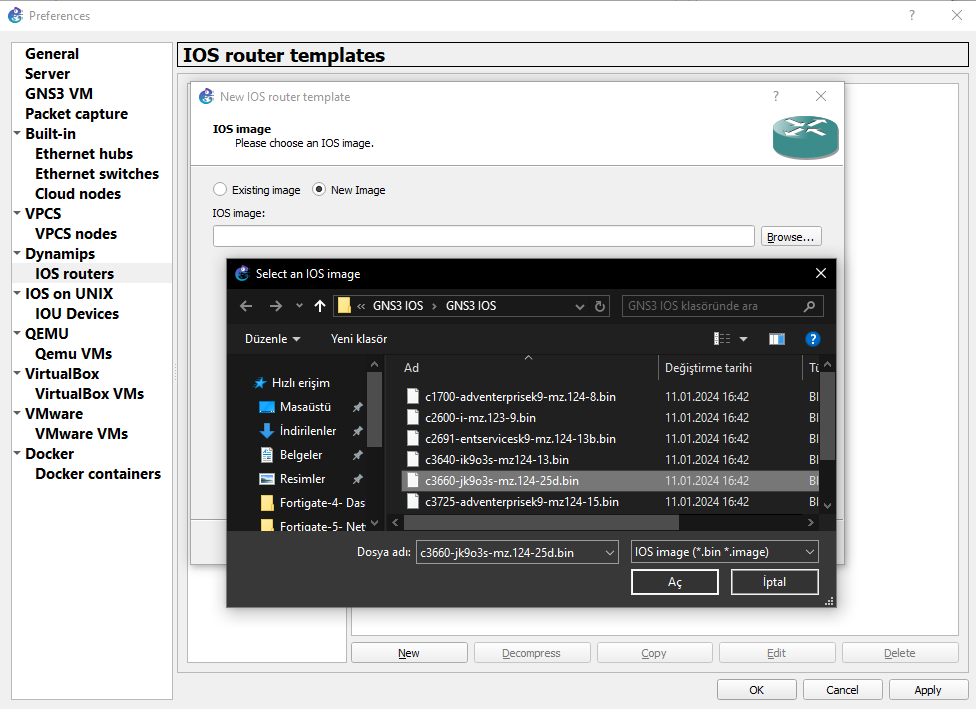 Preferences
?
General
Server
GNS3 VM
Packet capture
Built-in
Ethernet hubs
Ethernet switches
Cloud nodes
VPCS
VPCS nodes
Dynamips
IOS routers
IOS on UNIX
IOU Devices
QEMU
Qemu VMs
VirtualBox
VirtualBox VMs
VMware
VMware VMs
Docker
Docker containers
IOS router templates
New IOS router template
?
IOS image
Please choose an IOS image.
Existing image New Image
IOS image:
Browse...
Select an IOS image
« GNS3 IOS › GNS3 IOS
GNS3 IOS klasöründe ara
Düzenle Yeni klasör
?
Hızlı erişim
Masaüstü
İndirilenler
Belgeler
Resimler
Fortigate-4- Das
Fortigate-5- Net
Ad Değiştirme tarihi Tü
c1700-adventerprisek9-mz.124-8.bin 11.01.2024 16:42 BI
c2600-i-mz.123-9.bin 11.01.2024 16:42 BI
c2691-entservicesk9-mz.124-13b.bin 11.01.2024 16:42 BI
c3640-ik9o3s-mz124-13.bin 11.01.2024 16:42 BI
c3660-jk9o3s-mz.124-25d.bin 11.01.2024 16:42 BI
c3725-adventerprisek9-mz124-15.bin 11.01.2024 16:42 BI
Dosya adı: c3660-jk9o3s-mz.124-25d.bin IOS image (*.bin *.image)
Aç İptal
New Decompress Copy Edit Delete
OK Cancel Apply